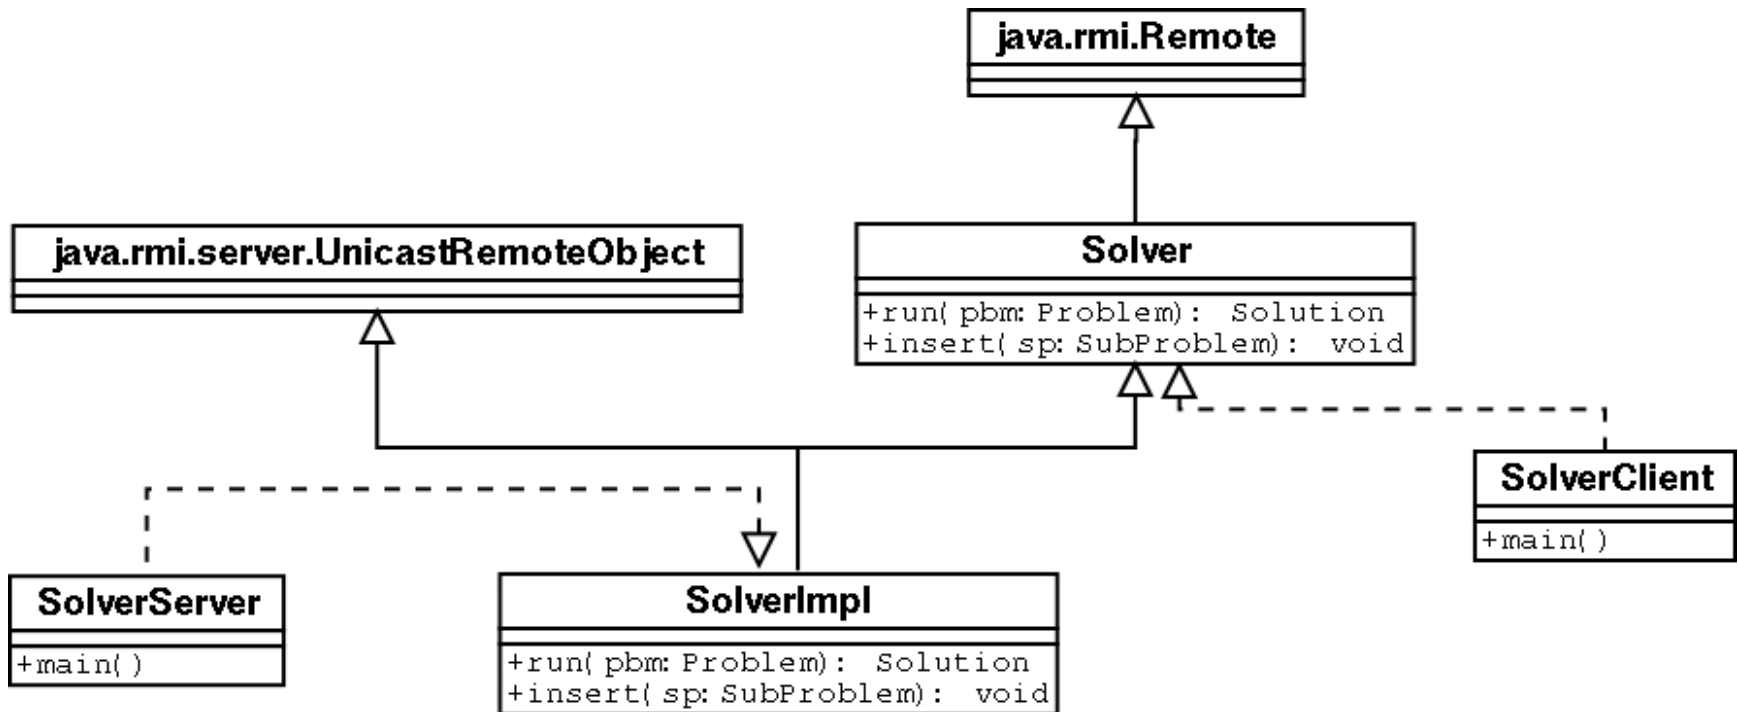 java.rmi.Remote
java.rmi.server.UnicastRemoteObject
Solver
+run(pbm:Problem): Solution
+insert(sp:SubProblem): void
SolverClient
+main()
SolverServer
+main()
SolverImpl
+run(pbm:Problem): Solution
+insert(sp:SubProblem): void